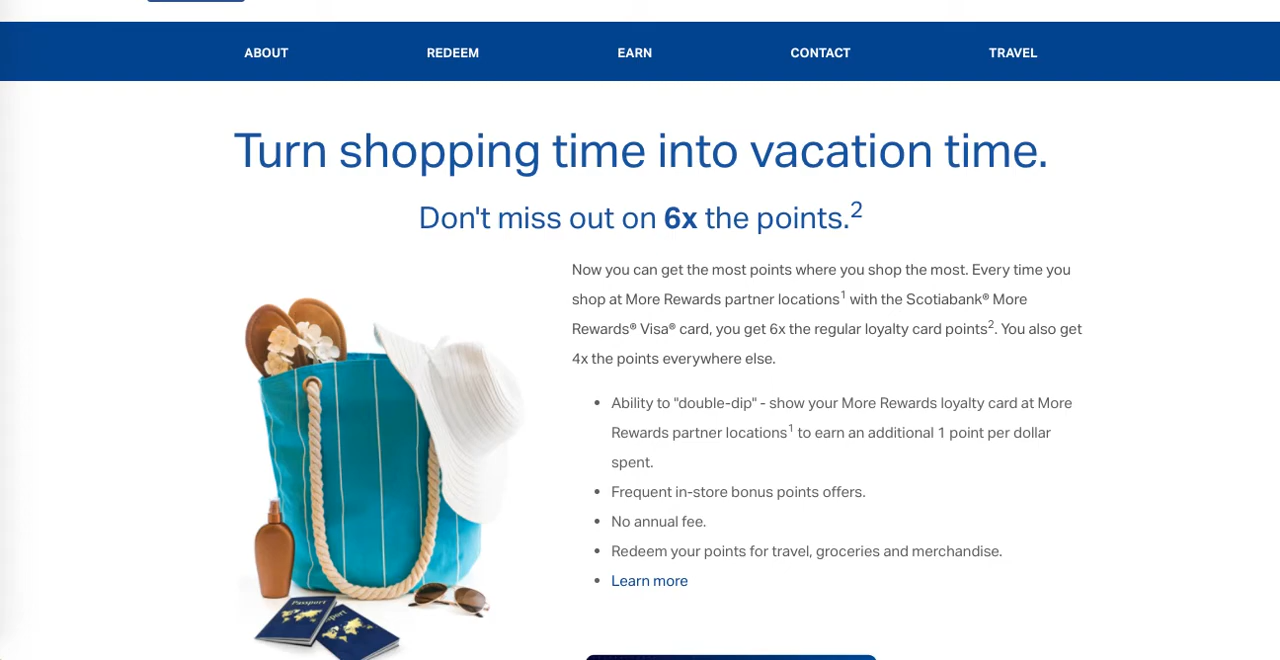 ABOUT REDEEM EARN CONTACT TRAVEL
Turn shopping time into vacation time.
Don't miss out on 6x the points.2
Now you can get the most points where you shop the most. Every time you
shop at More Rewards partner locations1 with the Scotiabank® More
Rewards® Visa® card, you get 6x the regular loyalty card points2. You also get
4x the points everywhere else.
• Ability to "double-dip" - show your More Rewards loyalty card at More
Rewards partner locations1 to earn an additional 1 point per dollar
spent.
• Frequent in-store bonus points offers.
• No annual fee.
• Redeem your points for travel, groceries and merchandise.
• Learn more
Passport